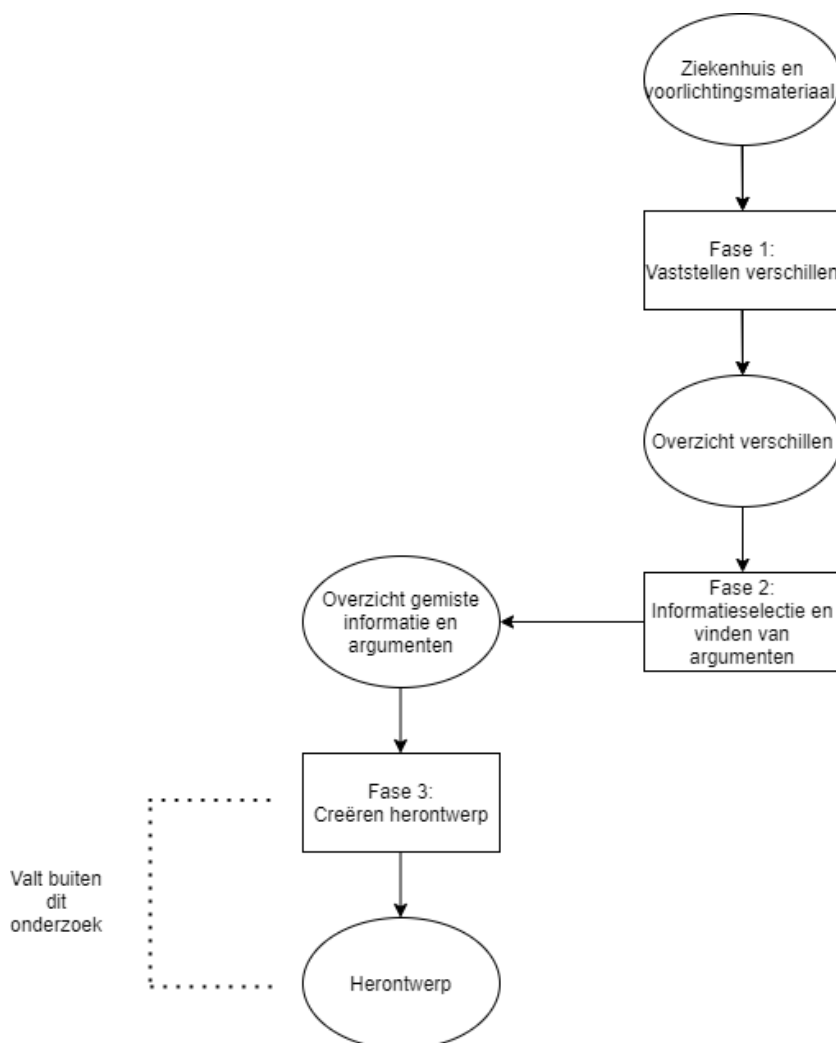 Ziekenhuis en
voorlichtingsmateriaal
Fase 1:
Vaststellen verschillen
Overzicht verschillen
Fase 2:
Informatieselectie en
vinden van
argumenten
Overzicht gemiste
informatie en
argumenten
Fase 3:
Creëren herontwerp
Valt buiten
dit
onderzoek
Herontwerp